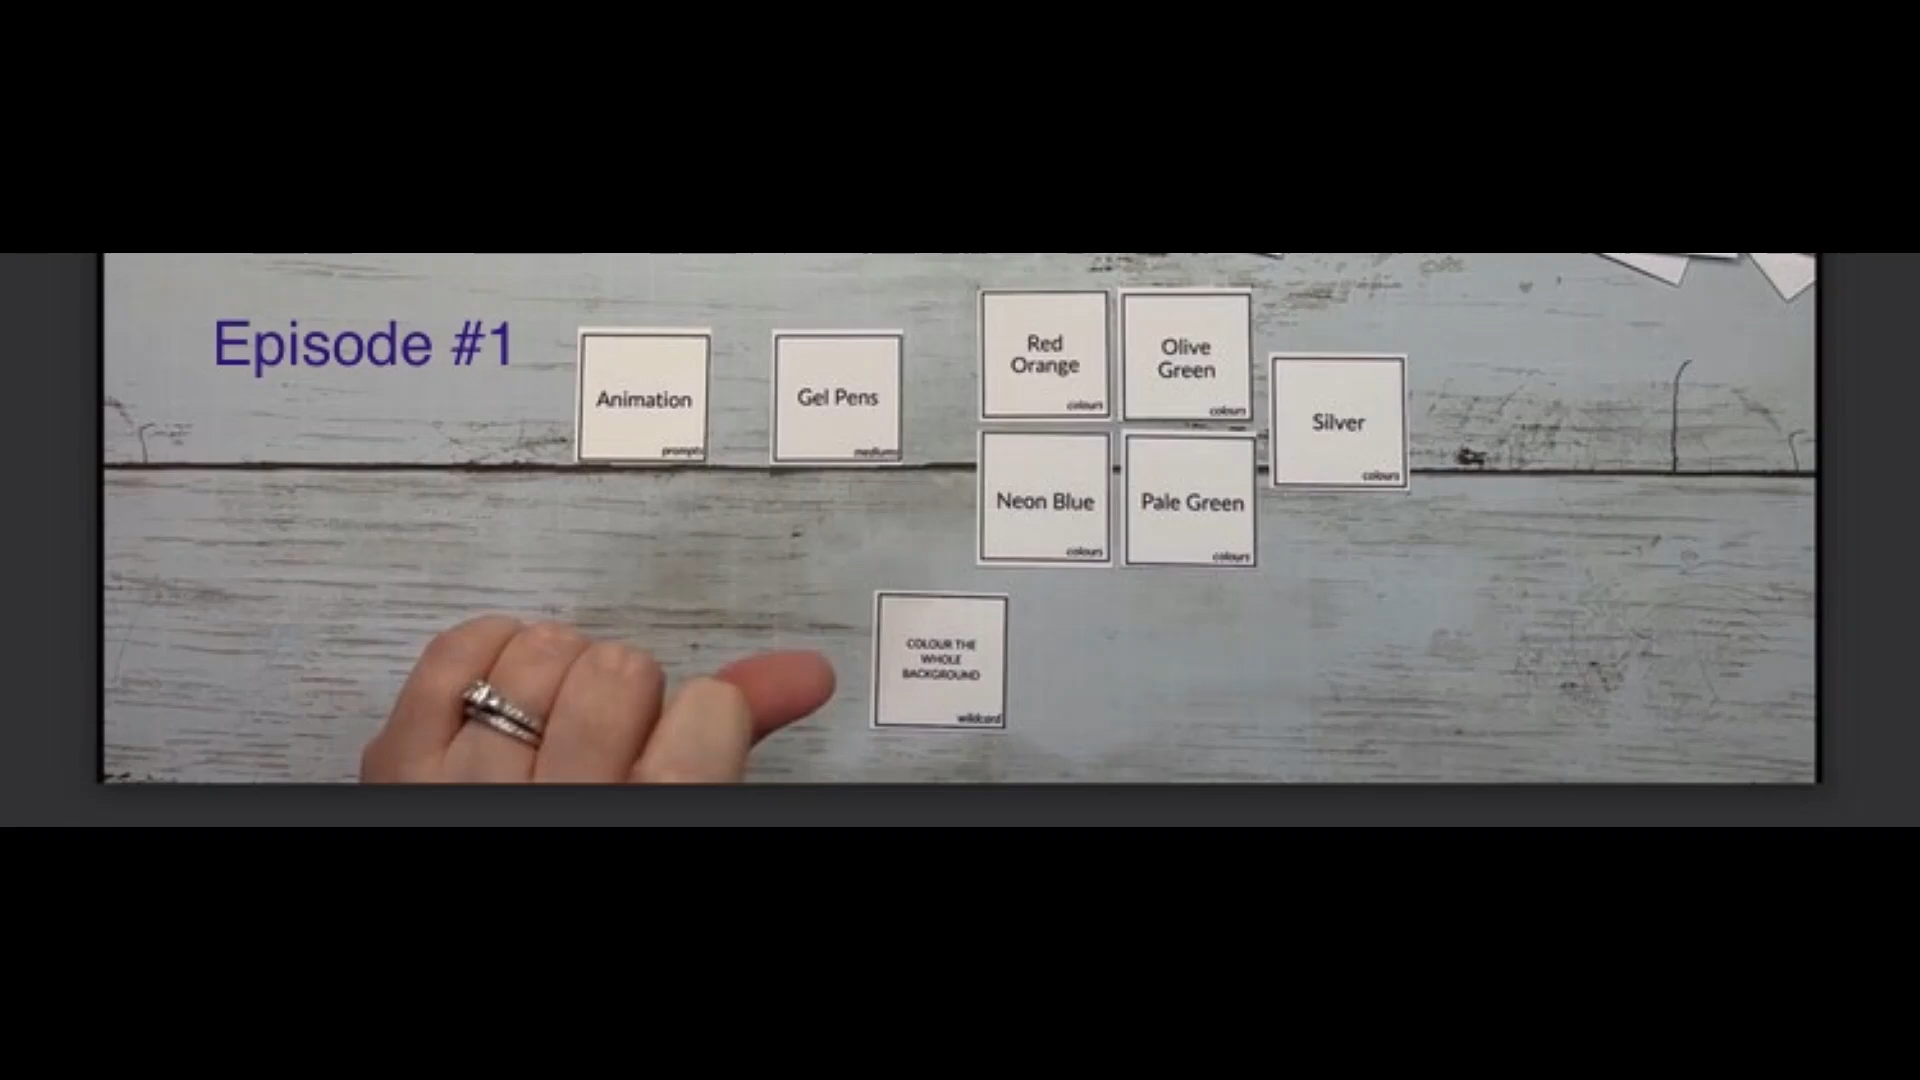 Episode #1
Animation
prompts
Gel Pens
mediums
Red
Orange
colours
Olive
Green
colours
Silver
colours
Neon Blue
colours
Pale Green
colours
COLOUR THE
WHOLE
BACKGROUND
wildcard